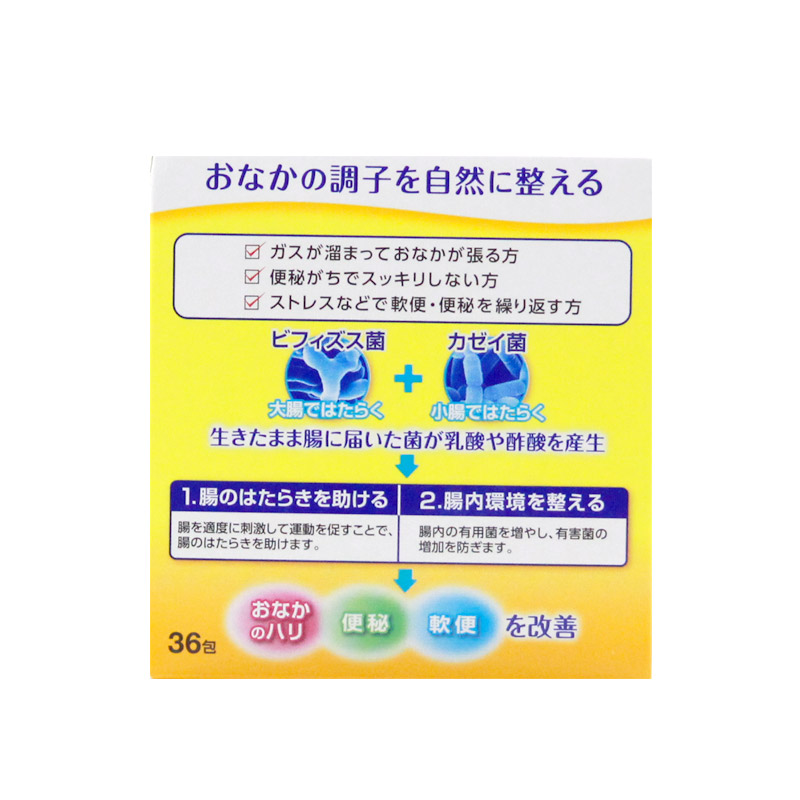 おなかの調子を自然に整える
ガスが溜まっておなかが張る方
便秘がちでスッキリしない方
ストレスなどで軟便・便秘を繰り返す方
ビフィズス菌
大腸ではたらく
+
カゼイ菌
小腸ではたらく
生きたまま腸に届いた菌が乳酸や酢酸を産生
1.腸のはたらきを助ける
腸を適度に刺激して運動を促すことで、
腸のはたらきを助けます。
2.腸内環境を整える
腸内の有用菌を増やし、有害菌の
増加を防ぎます。
おなか
のハリ
便秘
軟便
を改善
36包